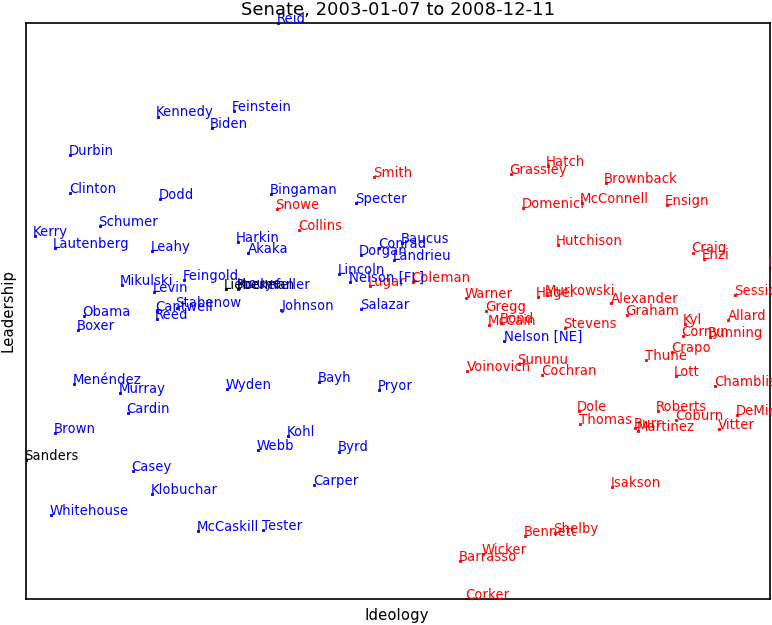 Senate, 2003-01-07 to 2008-12-11
Reid
Feinstein
Kennedy
Biden
Durbin
Hatch
Grassley
Smith
Brownback
Clinton
Bingaman
Dodd
Specter
McConnell
Ensign
Snowe
Domenici
Schumer
Collins
Kerry
Harkin
Baucus
Lautenberg
Leahy
Akaka
Conrad
Dorgan
Landrieu
Hutchison
Craig
Enzi
Lincoln
Feingold
Nelson [FL]
Coleman
Mikulski
Levin
Lieberman
Lugar
Warner
Hagel
Murkowski
Sessi
Stabenow
Cantwell
Reed
Johnson
Salazar
Alexander
Gregg
Graham
Obama
Boxer
McCain
Bond
Stevens
Kyl
Allard
Cornyn
Bunning
Nelson [NE]
Crapo
Thune
Sununu
Voinovich
Cochran
Lott
Menéndez
Murray
Wyden
Bayh
Pryor
Chamblis
Cardin
Dole
Roberts
Thomas
Coburn
DeMin
Burr
Martinez
Vitter
Brown
Kohl
Webb
Byrd
Sanders
Casey
Carper
Klobuchar
Isakson
Whitehouse
McCaskill
Tester
Bennett
Shelby
Wicker
Barrasso
Corker
Leadership
Ideology